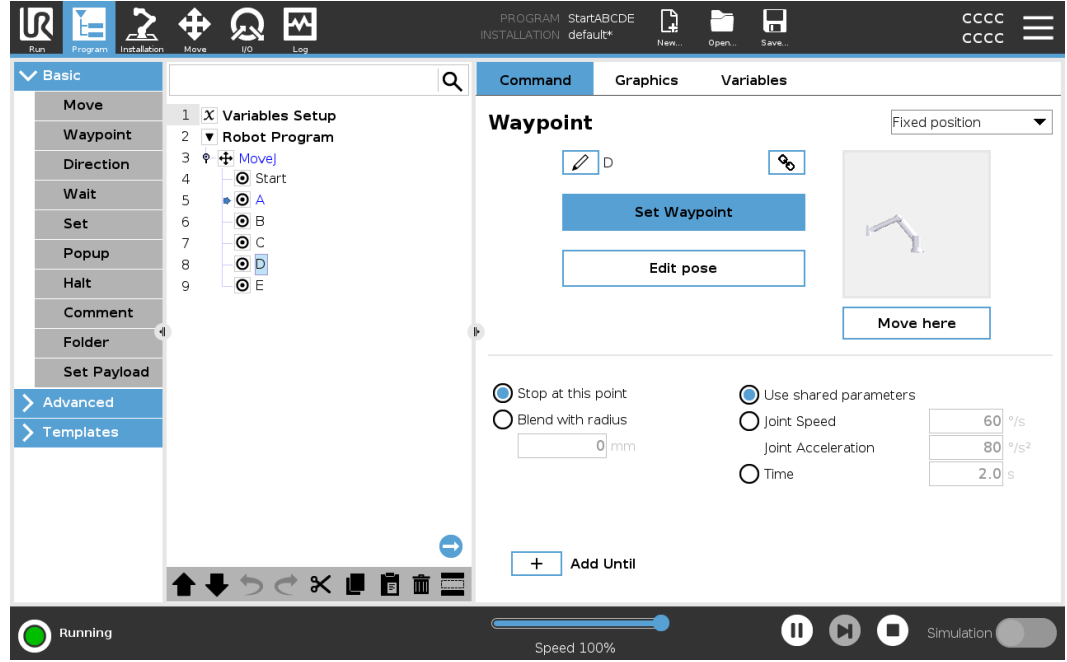 PROGRAM StartABCDE
INSTALLATION default*
Run Program Installation Move I/O Log New... Open... Save...
CCCC
CCCC
Basic
Move
Waypoint
Direction
Wait
Set
Popup
Halt
Comment
Folder
Set Payload
Advanced
Templates
1 X Variables Setup
2 Robot Program
3 MoveJ
4 Start
5 A
6 B
7 C
8 D
9 E
Command Graphics Variables
Waypoint
Fixed position
D
Set Waypoint
Edit pose
Move here
Stop at this point
Blend with radius
0 mm
Use shared parameters
Joint Speed 60 °/s
Joint Acceleration 80 °/s²
Time 2.0 s
+ Add Until
Running
Speed 100%
Simulation